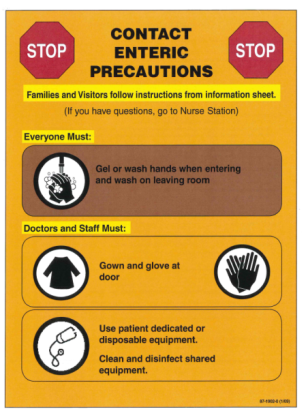 STOP
CONTACT
ENTERIC
PRECAUTIONS
STOP
Families and Visitors follow instructions from information sheet.
(If you have questions, go to Nurse Station)
Everyone Must:
Gel or wash hands when entering
and wash on leaving room
Doctors and Staff Must:
Gown and glove at
door
Use patient dedicated or
disposable equipment.
Clean and disinfect shared
equipment.